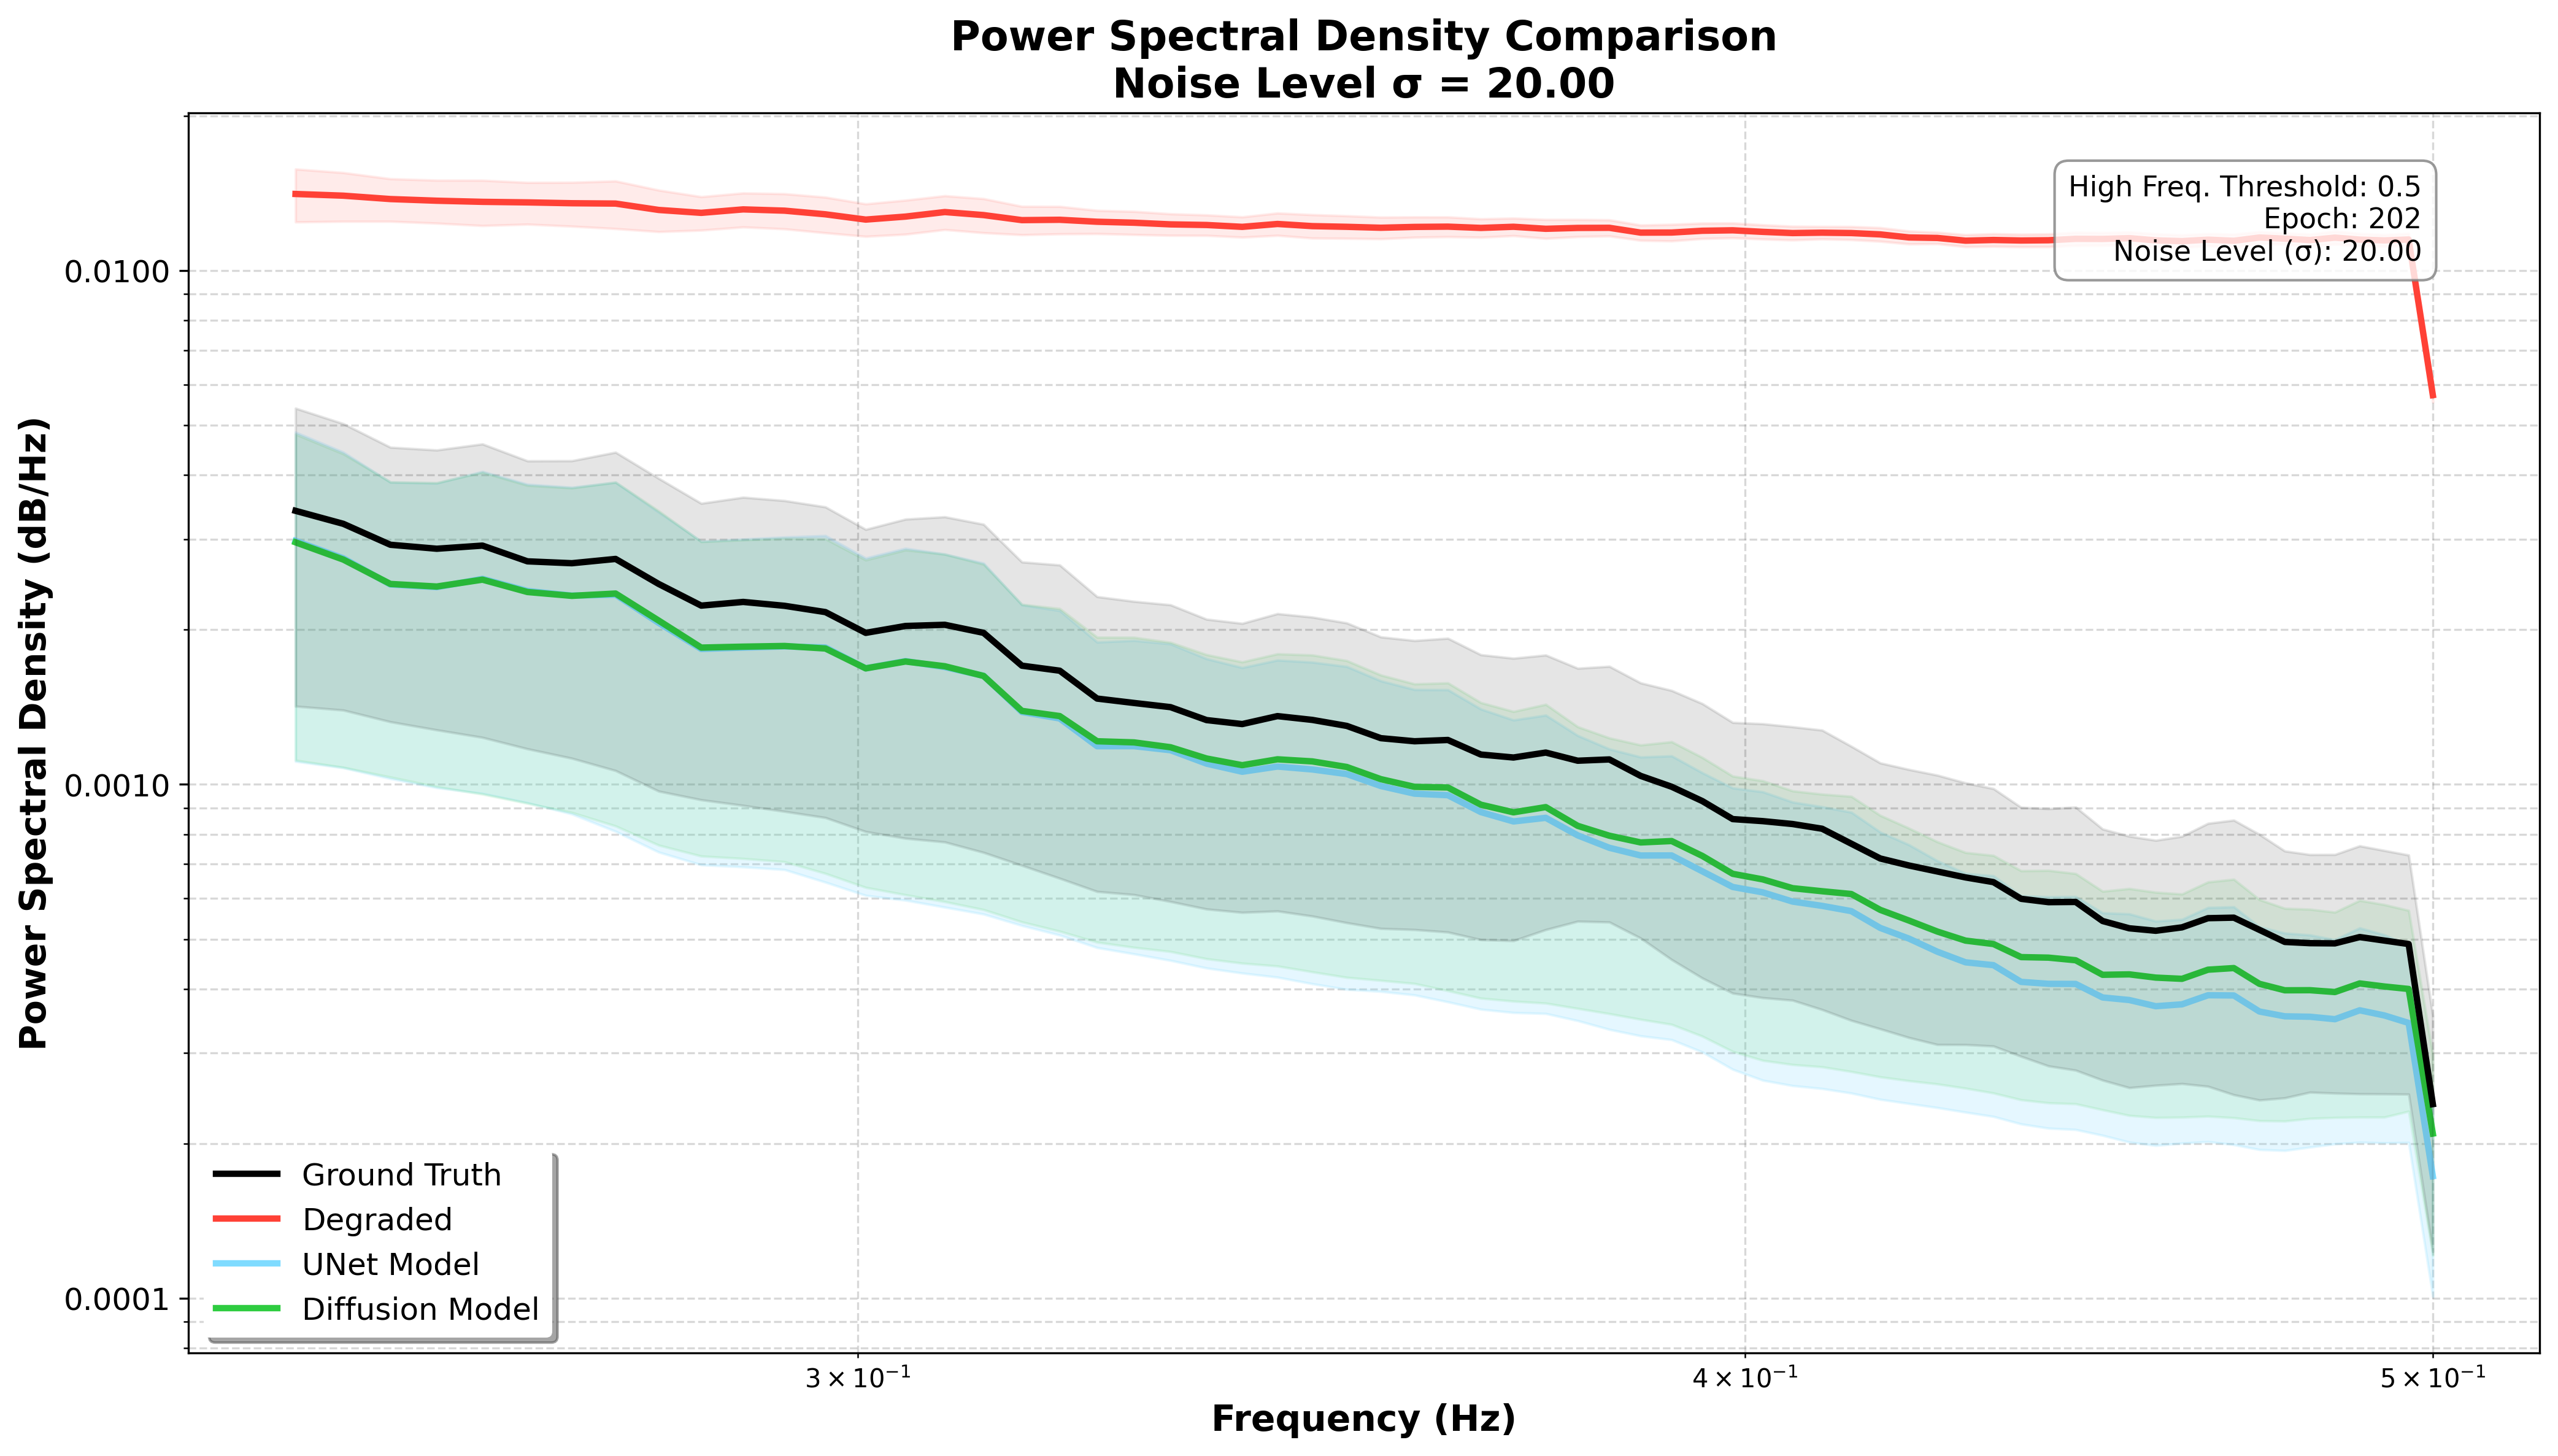 Power Spectral Density Comparison
Noise Level σ = 20.00
High Freq. Threshold: 0.5
Epoch: 202
Noise Level (σ): 20.00
Power Spectral Density (dB/Hz)
0.0100
0.0010
0.0001
Ground Truth
Degraded
UNet Model
Diffusion Model
3 × 10⁻¹
4 × 10⁻¹
5 × 10⁻¹
Frequency (Hz)